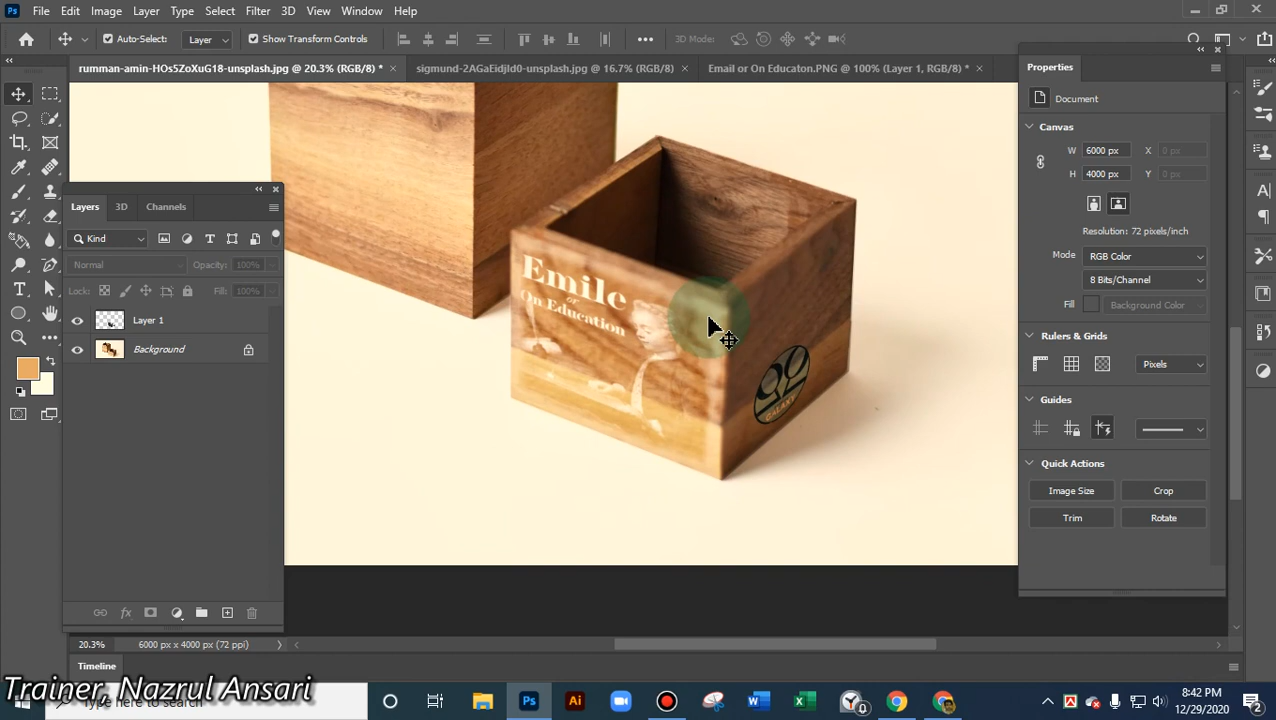 Ps File Edit Image Layer Type Select Filter 3D View Window Help
Auto-Select: Layer Show Transform Controls 3D Mode:
rumman-amin-HOs5ZoXuG18-unsplash.jpg @ 20.3% (RGB/8) * sigmund-2AGaEidjId0-unsplash.jpg @ 16.7% (RGB/8) Email or On Educaton.PNG @ 100% (Layer 1, RGB/8) *
Properties
Document
Canvas
W 6000 px X 0 px
H 4000 px Y 0 px
Resolution: 72 pixels/inch
Mode RGB Color
8 Bits/Channel
Fill Background Color
Rulers & Grids
Pixels
Guides
Quick Actions
Image Size Crop
Trim Rotate
Layers 3D Channels
Kind
Normal Opacity: 100%
Lock: Fill: 100%
Layer 1
Background
Emile
or
On Education
GALAXY
20.3% 6000 px x 4000 px (72 ppi)
Timeline
Trainer, Nazrul Ansari
Type here to search
8:42 PM
12/29/2020
2